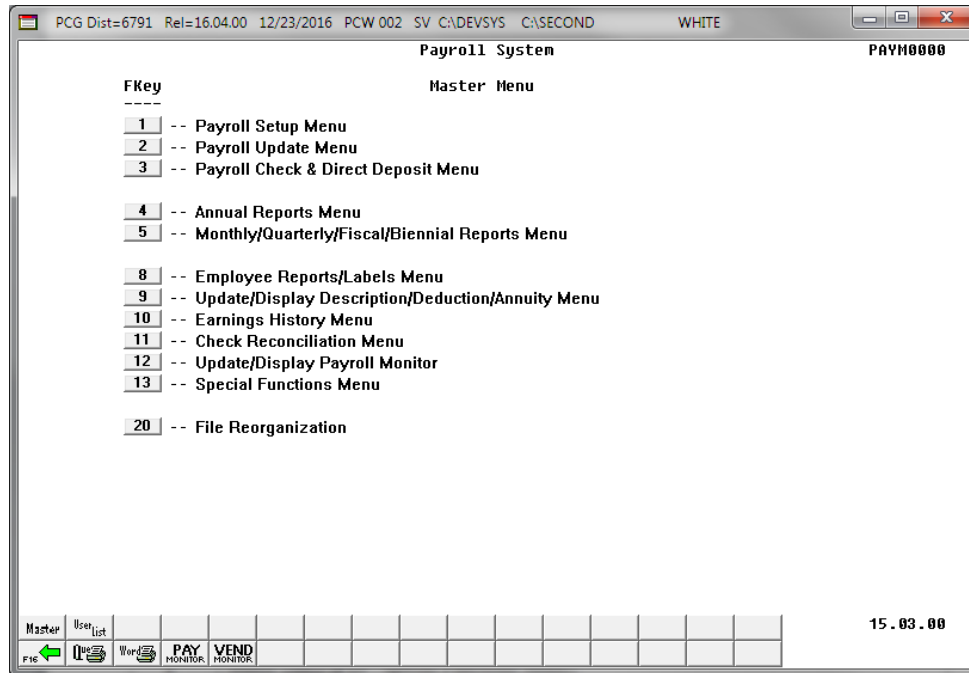 PCG Dist=6791 Rel=16.04.00 12/23/2016 PCW 002 SV C:\DEVSYS C:\SECOND WHITE
Payroll System PAYM0000
FKey Master Menu
----
1 -- Payroll Setup Menu
2 -- Payroll Update Menu
3 -- Payroll Check & Direct Deposit Menu
4 -- Annual Reports Menu
5 -- Monthly/Quarterly/Fiscal/Biennial Reports Menu
8 -- Employee Reports/Labels Menu
9 -- Update/Display Description/Deduction/Annuity Menu
10 -- Earnings History Menu
11 -- Check Reconciliation Menu
12 -- Update/Display Payroll Monitor
13 -- Special Functions Menu
20 -- File Reorganization
Master User List 15.03.00
F16 Que Word PAY MONITOR VEND MONITOR